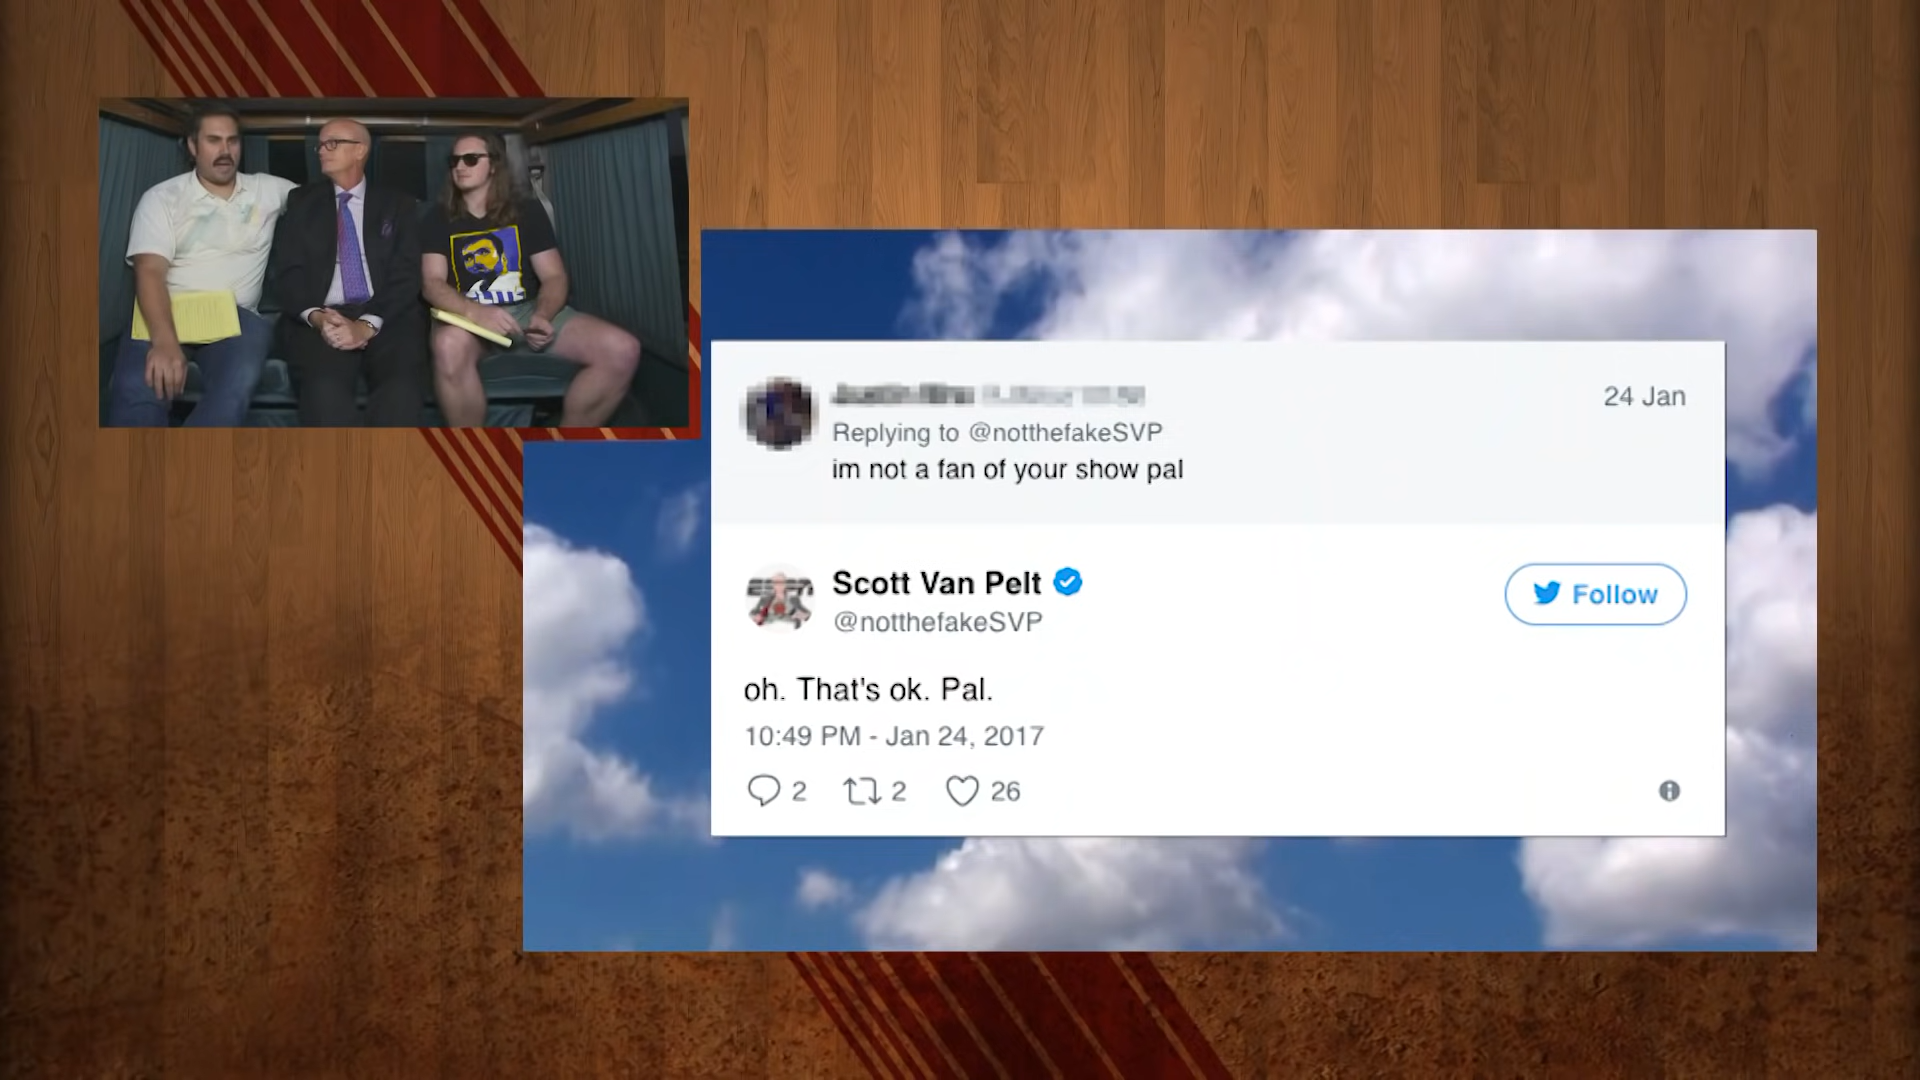 24 Jan
Replying to @notthefakeSVP
im not a fan of your show pal
Scott Van Pelt
@notthefakeSVP
Follow
oh. That's ok. Pal.
10:49 PM - Jan 24, 2017
2 2 26